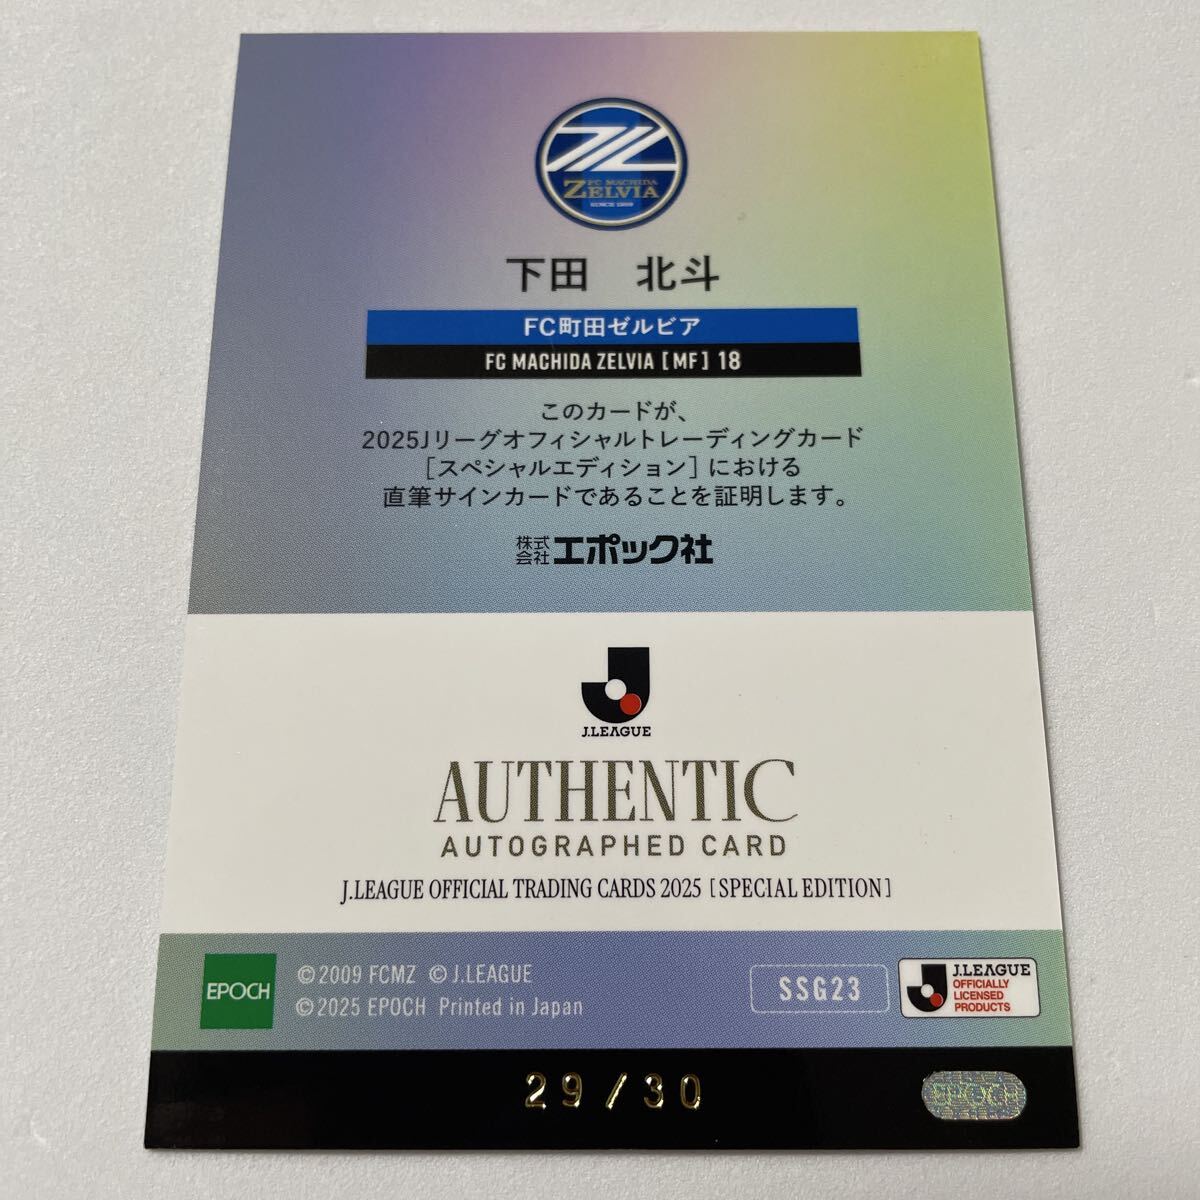 FC MACHIDA
ZELVIA
SINCE 1989
下田　北斗
FC町田ゼルビア
FC MACHIDA ZELVIA [MF] 18
このカードが、
2025Jリーグオフィシャルトレーディングカード
[スペシャルエディション]における
直筆サインカードであることを証明します。
株式会社エポック社
J.LEAGUE
AUTHENTIC
AUTOGRAPHED CARD
J.LEAGUE OFFICIAL TRADING CARDS 2025 [SPECIAL EDITION]
EPOCH
©2009 FCMZ © J.LEAGUE
©2025 EPOCH Printed in Japan
SSG23
J.LEAGUE
OFFICIALLY
LICENSED
PRODUCTS
29/30
EPOCH